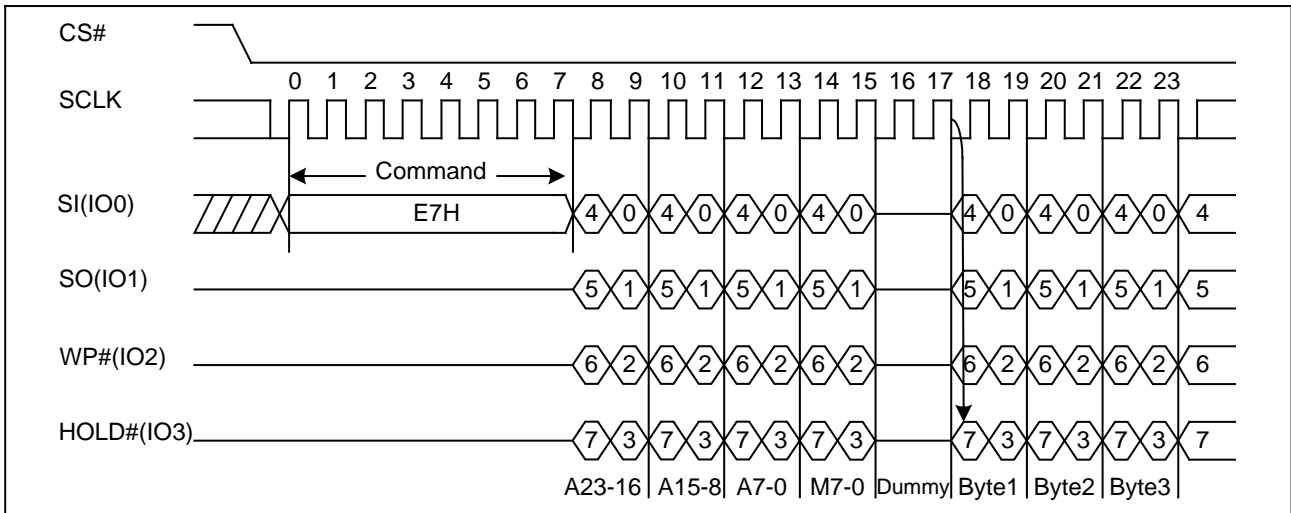 CS#
0 1 2 3 4 5 6 7 8 9 10 11 12 13 14 15 16 17 18 19 20 21 22 23
SCLK
Command
SI(IO0) E7H 4 0 4 0 4 0 4 0 4 0 4 0 4 0 4
SO(IO1) 5 1 5 1 5 1 5 1 5 1 5 1 5 1 5
WP#(IO2) 6 2 6 2 6 2 6 2 6 2 6 2 6 2 6
HOLD#(IO3) 7 3 7 3 7 3 7 3 7 3 7 3 7 3 7
A23-16 A15-8 A7-0 M7-0 Dummy Byte1 Byte2 Byte3